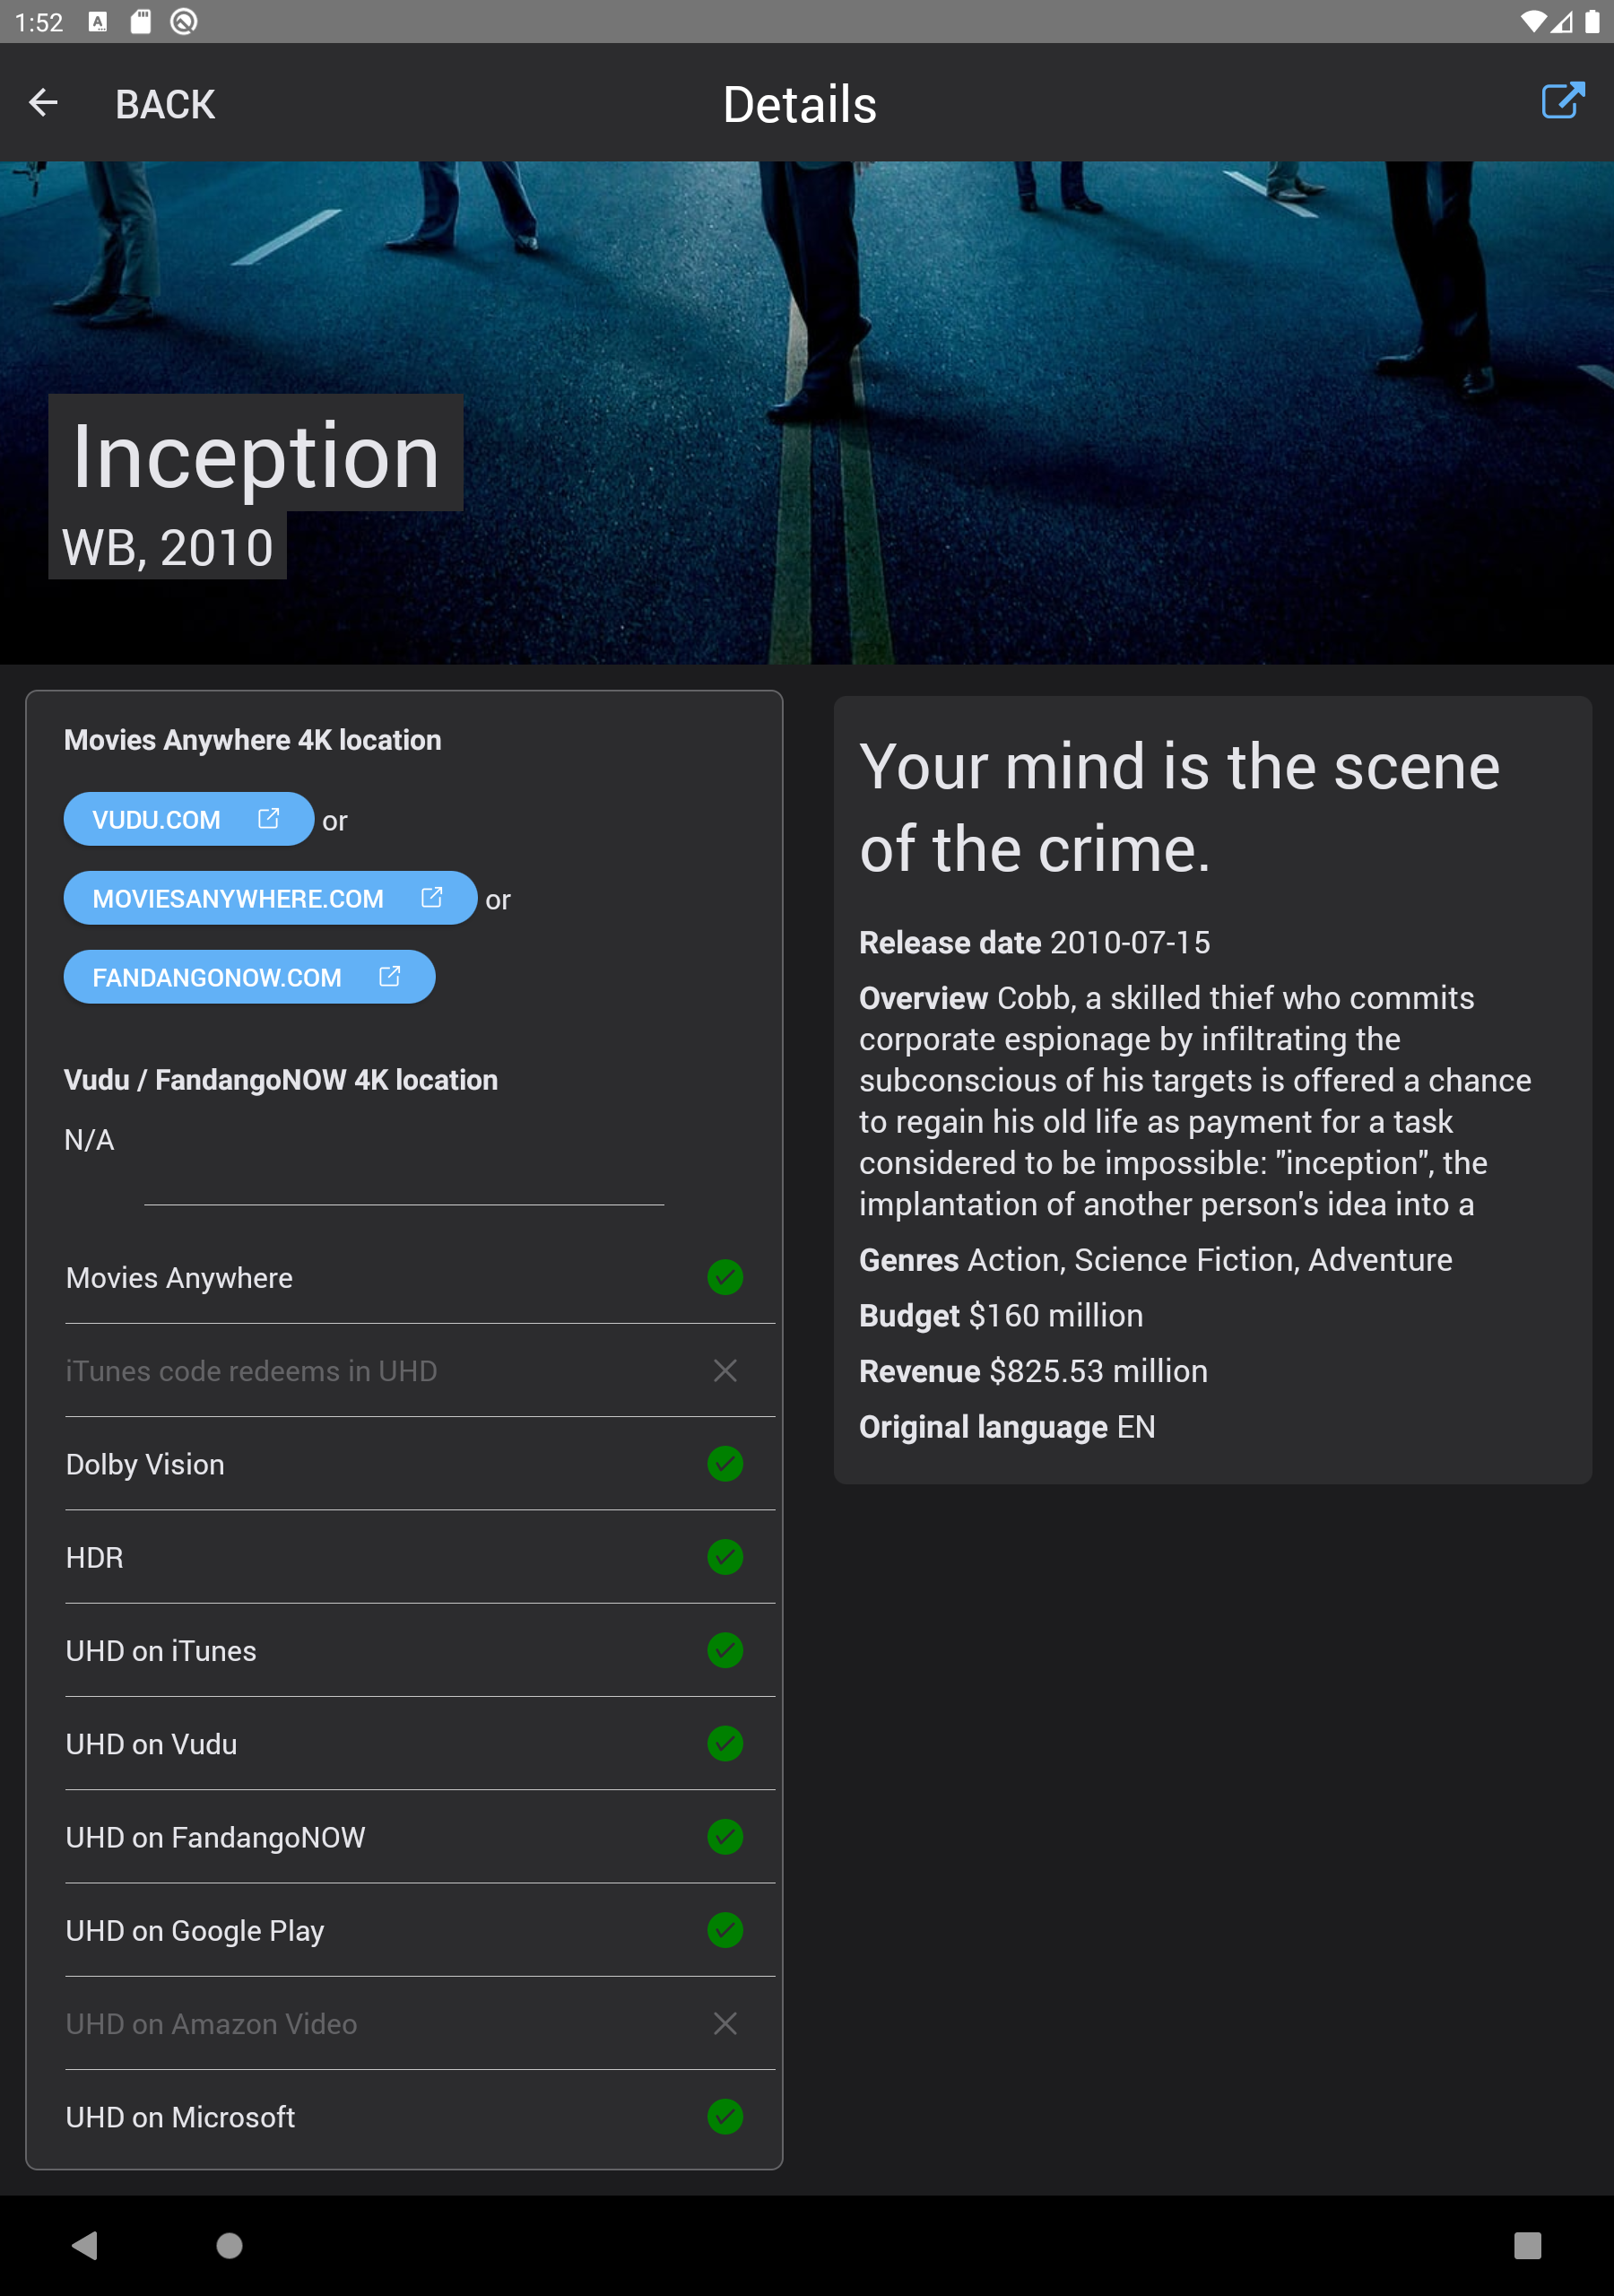 1:52
BACK
Details
Inception
WB, 2010
Movies Anywhere 4K location
VUDU.COM or
MOVIESANYWHERE.COM or
FANDANGONOW.COM
Vudu / FandangoNOW 4K location
N/A
Movies Anywhere
iTunes code redeems in UHD
Dolby Vision
HDR
UHD on iTunes
UHD on Vudu
UHD on FandangoNOW
UHD on Google Play
UHD on Amazon Video
UHD on Microsoft
Your mind is the scene
of the crime.
Release date 2010-07-15
Overview Cobb, a skilled thief who commits
corporate espionage by infiltrating the
subconscious of his targets is offered a chance
to regain his old life as payment for a task
considered to be impossible: "inception", the
implantation of another person's idea into a
Genres Action, Science Fiction, Adventure
Budget $160 million
Revenue $825.53 million
Original language EN